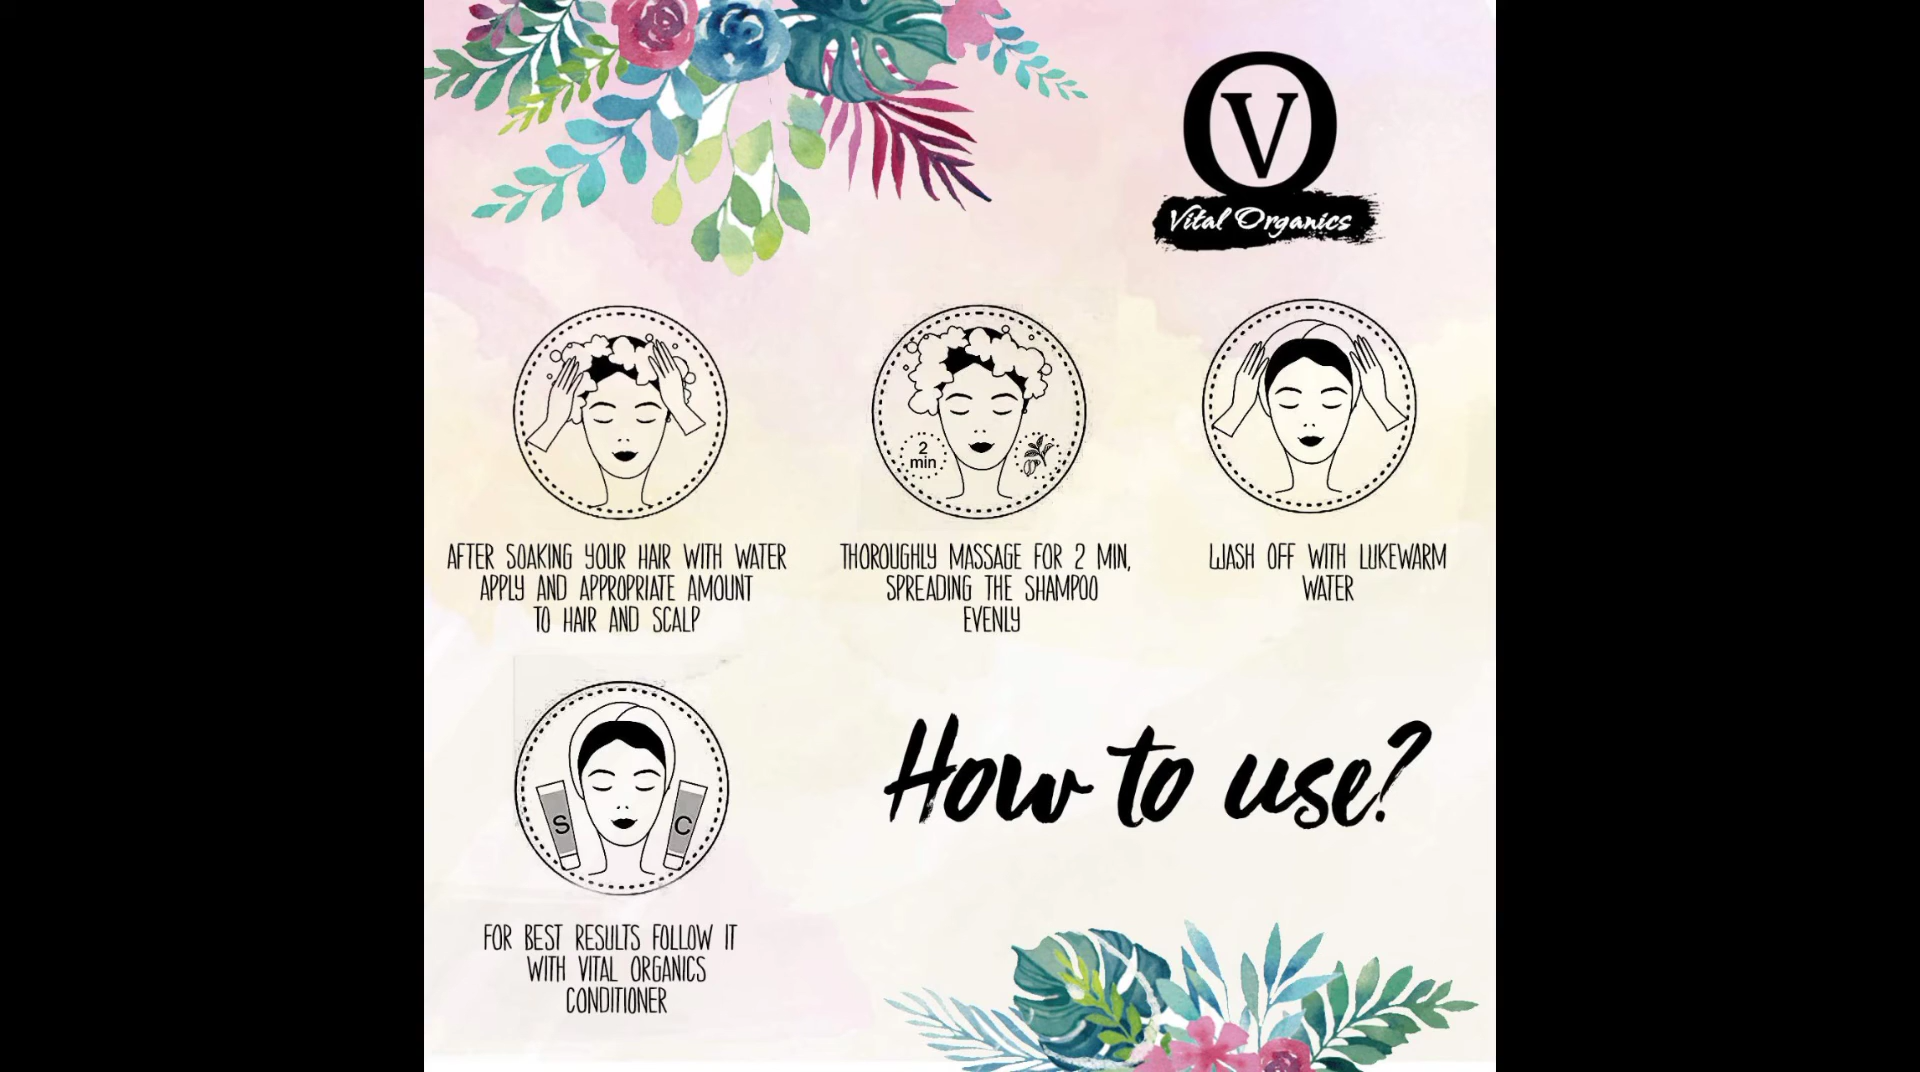 V
Vital Organics
2
min
AFTER SOAKING YOUR HAIR WITH WATER
APPLY AND APPROPRIATE AMOUNT
TO HAIR AND SCALP
THOROUGHLY MASSAGE FOR 2 MIN,
SPREADING THE SHAMPOO
EVENLY
WASH OFF WITH LUKEWARM
WATER
S
C
FOR BEST RESULTS FOLLOW IT
WITH VITAL ORGANICS
CONDITIONER
How to use?